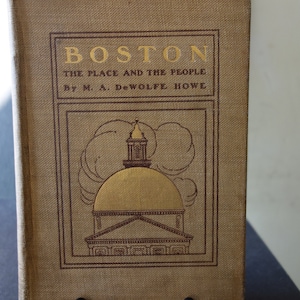 BOSTON
THE PLACE AND THE PEOPLE
By M. A. DeWOLFE HOWE